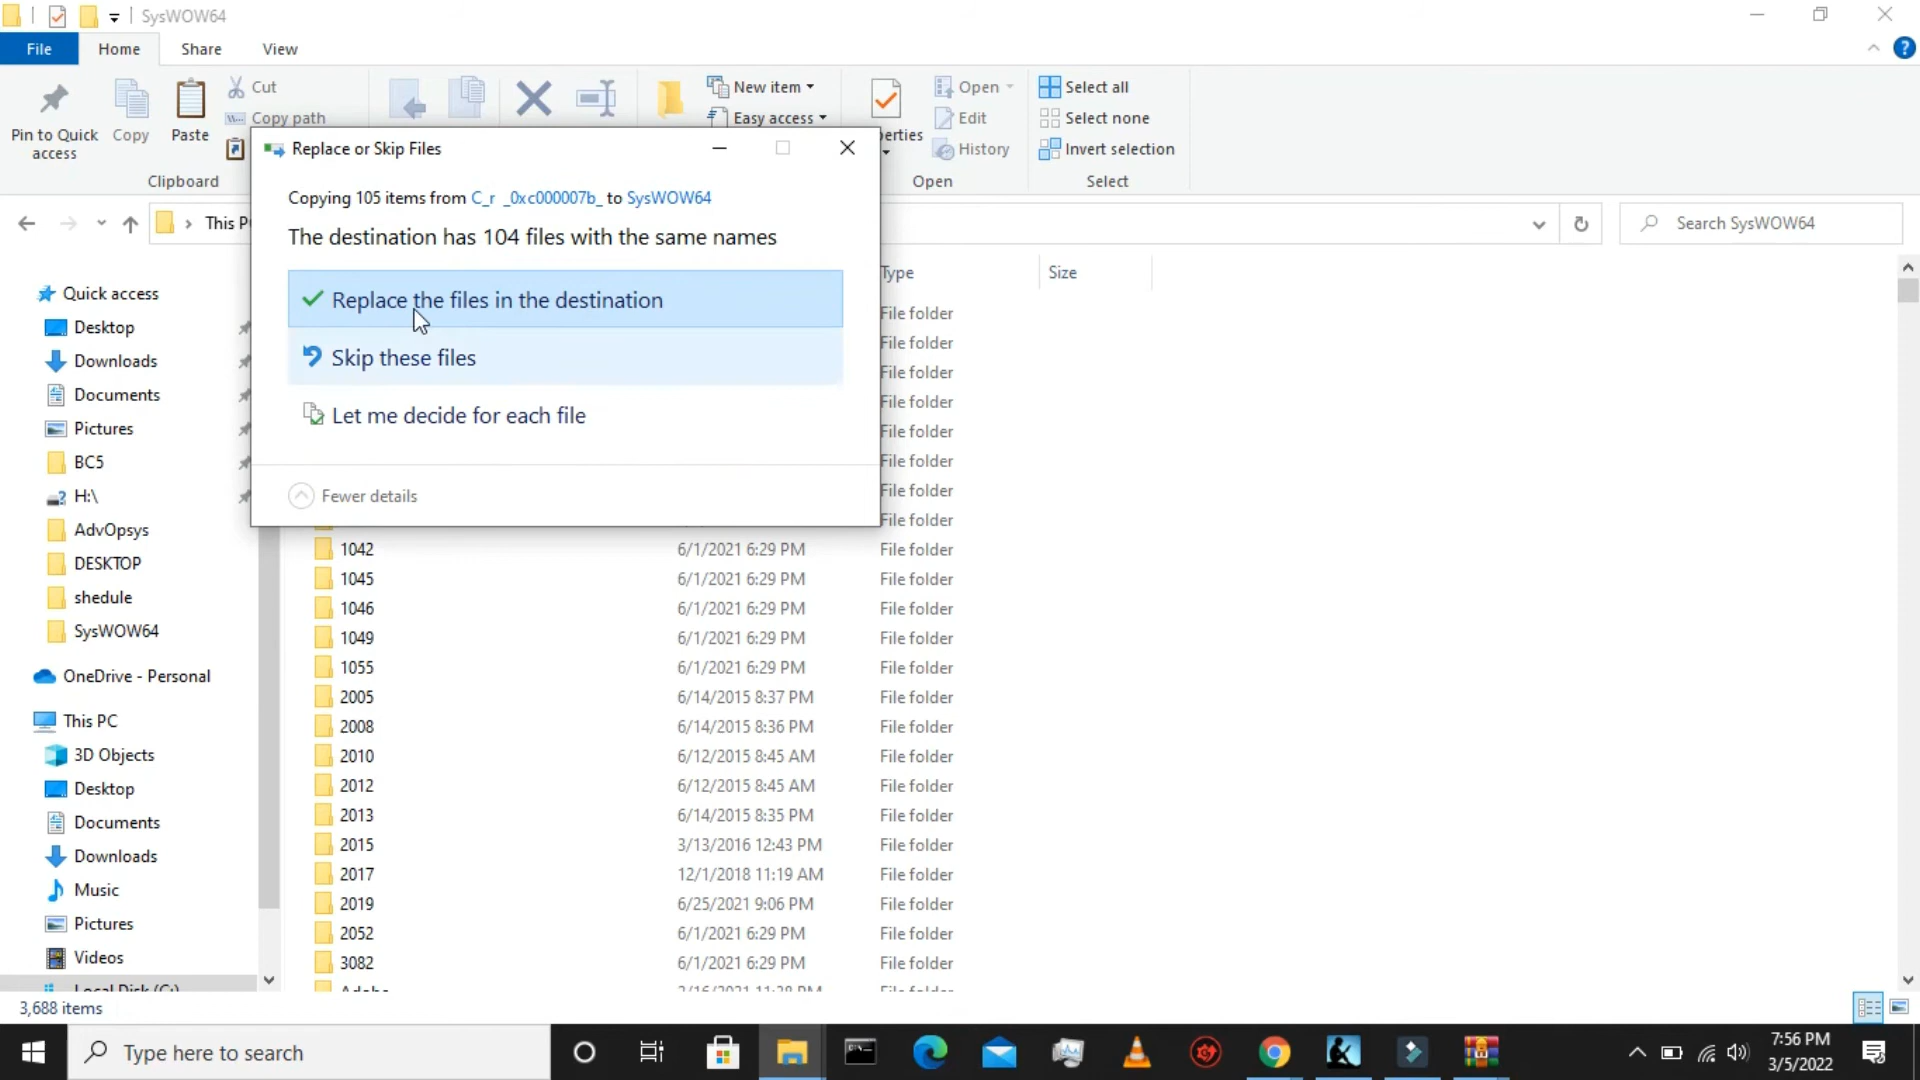 SysWOW64
File Home Share View
Pin to Quick access
Copy
Paste
Cut
Copy path
New item
Easy access
erties
Open
Edit
History
Select all
Select none
Invert selection
Clipboard
Open
Select
Replace or Skip Files
Copying 105 items from C_r _0xc000007b_ to SysWOW64
The destination has 104 files with the same names
Replace the files in the destination
Skip these files
Let me decide for each file
Fewer details
This P
Search SysWOW64
Type Size
Quick access
Desktop
Downloads
Documents
Pictures
BC5
H:\
AdvOpsys
DESKTOP
shedule
SysWOW64
OneDrive - Personal
This PC
3D Objects
Desktop
Documents
Downloads
Music
Pictures
Videos
Local Disk (C:)
File folder
File folder
File folder
File folder
File folder
File folder
File folder
File folder
1042 6/1/2021 6:29 PM File folder
1045 6/1/2021 6:29 PM File folder
1046 6/1/2021 6:29 PM File folder
1049 6/1/2021 6:29 PM File folder
1055 6/1/2021 6:29 PM File folder
2005 6/14/2015 8:37 PM File folder
2008 6/14/2015 8:36 PM File folder
2010 6/12/2015 8:45 AM File folder
2012 6/12/2015 8:45 AM File folder
2013 6/14/2015 8:35 PM File folder
2015 3/13/2016 12:43 PM File folder
2017 12/1/2018 11:19 AM File folder
2019 6/25/2021 9:06 PM File folder
2052 6/1/2021 6:29 PM File folder
3082 6/1/2021 6:29 PM File folder
3,688 items
Type here to search
7:56 PM
3/5/2022